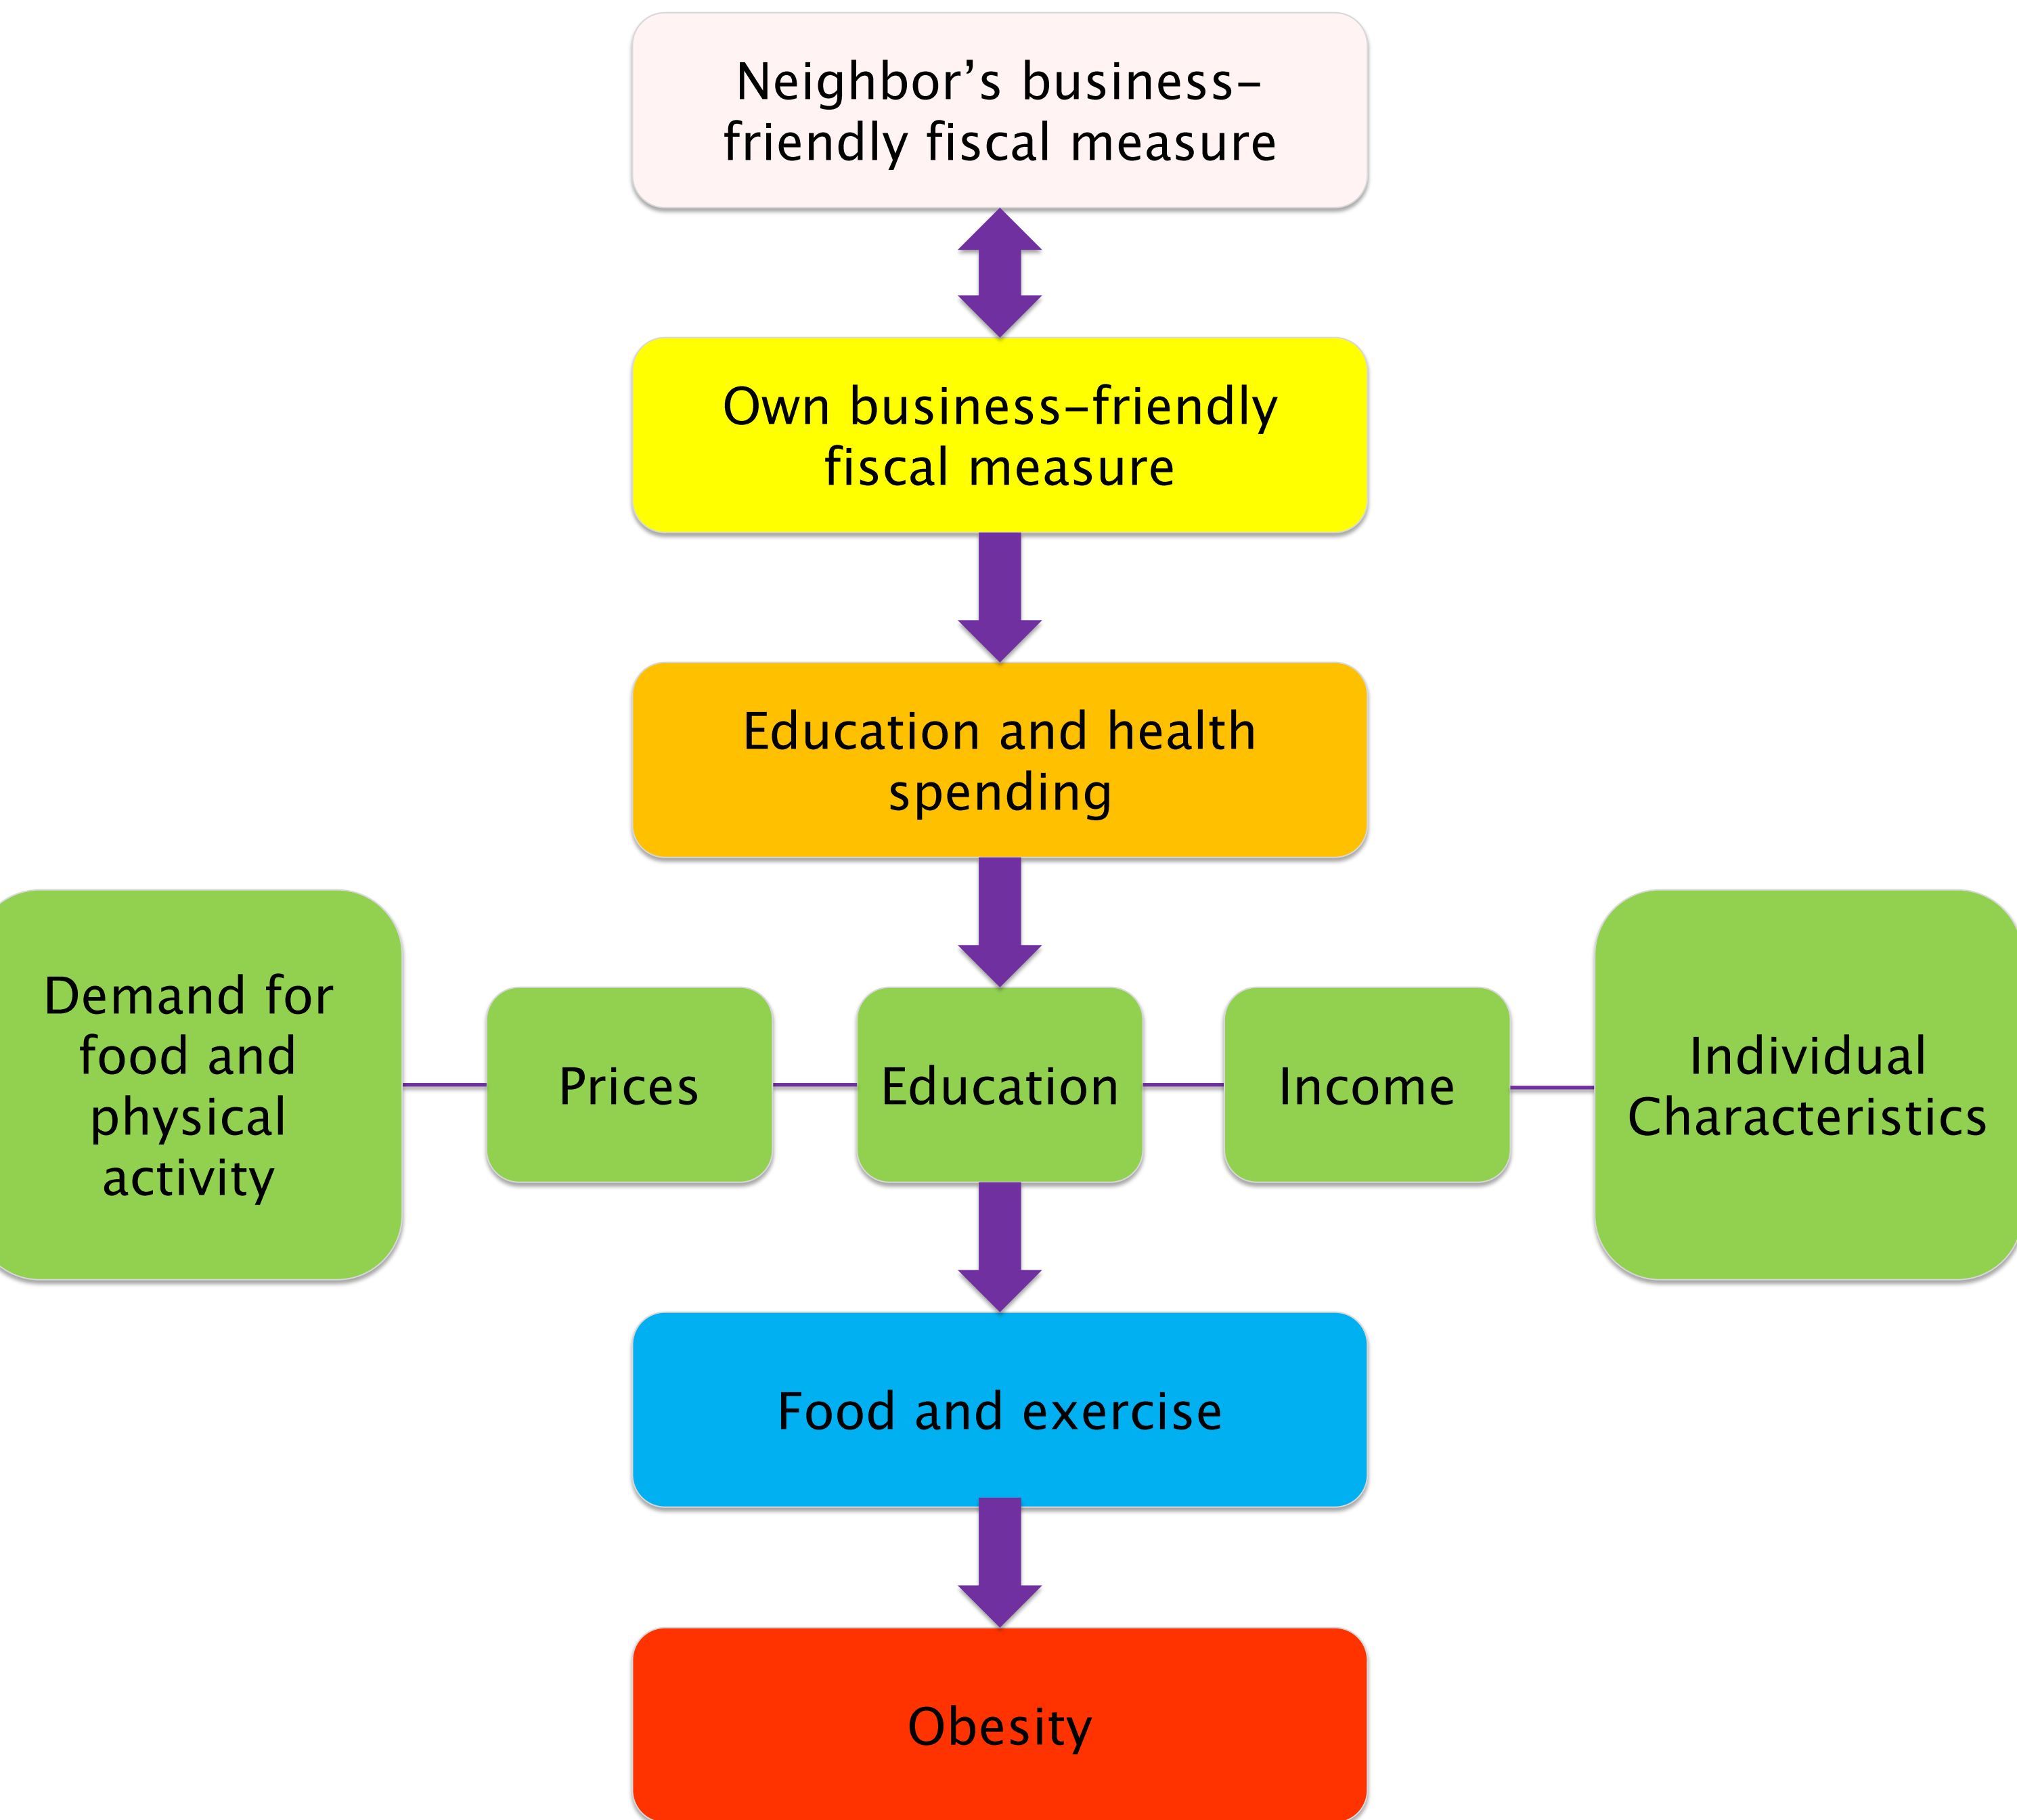 Neighbor’s business–
friendly fiscal measure
Own business–friendly
fiscal measure
Education and health
spending
Demand for
food and
physical
activity
Prices
Education
Income
Individual
Characteristics
Food and exercise
Obesity